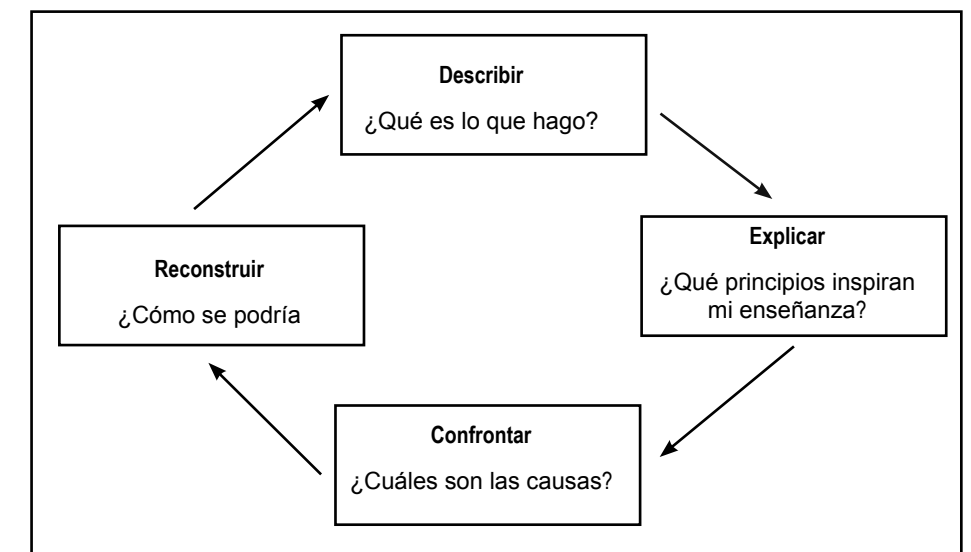 Describir
¿Qué es lo que hago?
Explicar
¿Qué principios inspiran
mi enseñanza?
Confrontar
¿Cuáles son las causas?
Reconstruir
¿Cómo se podría